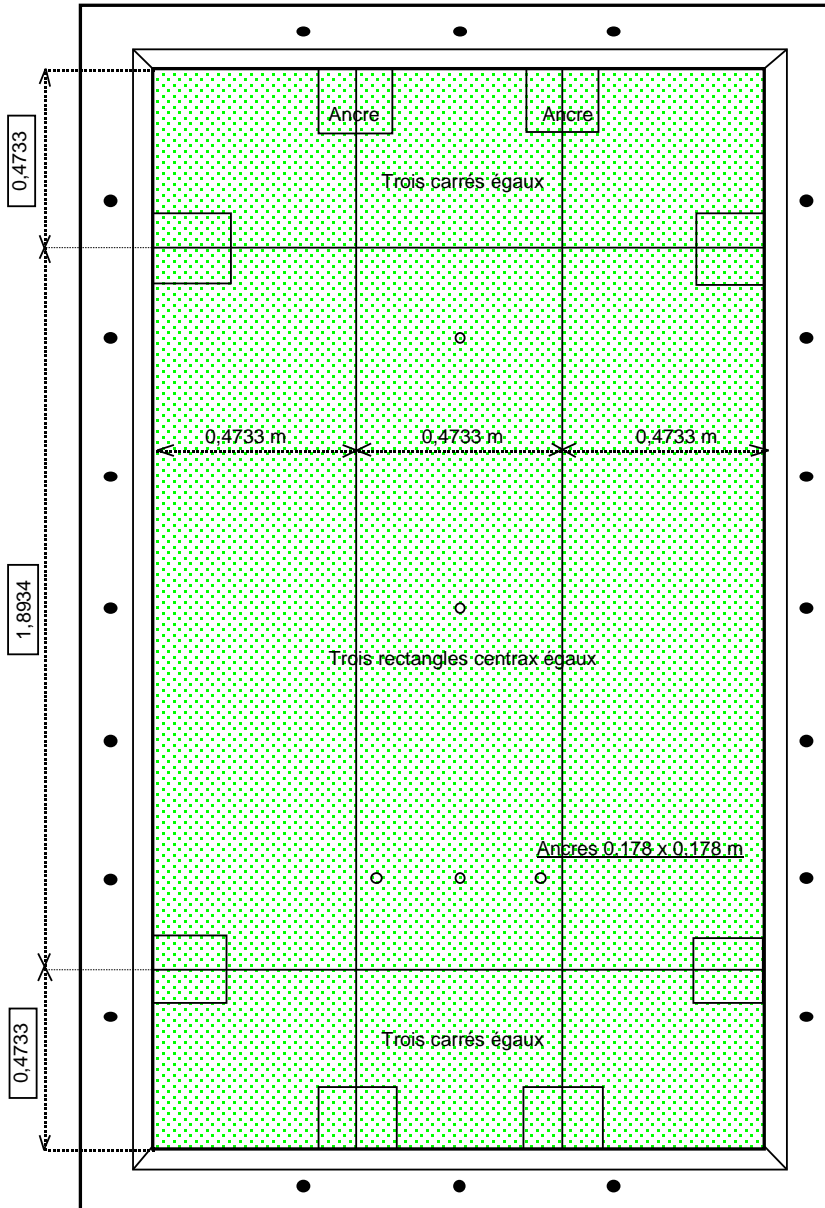 Ancre
Ancre
0,4733
Trois carrés égaux
0,4733 m
0,4733 m
0,4733 m
1,8934
Trois rectangles centrax égaux
Ancres 0,178 x 0,178 m
0,4733
Trois carrés égaux